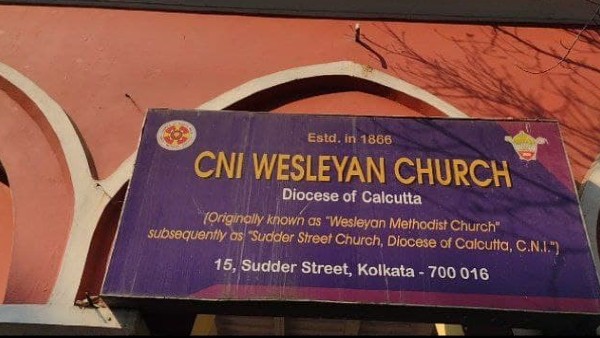 Estd. in 1866
CNI WESLEYAN CHURCH
Diocese of Calcutta
(Originally known as "Wesleyan Methodist Church"
subsequently as "Sudder Street Church, Diocese of Calcutta, C.N.I.")
15, Sudder Street, Kolkata - 700 016